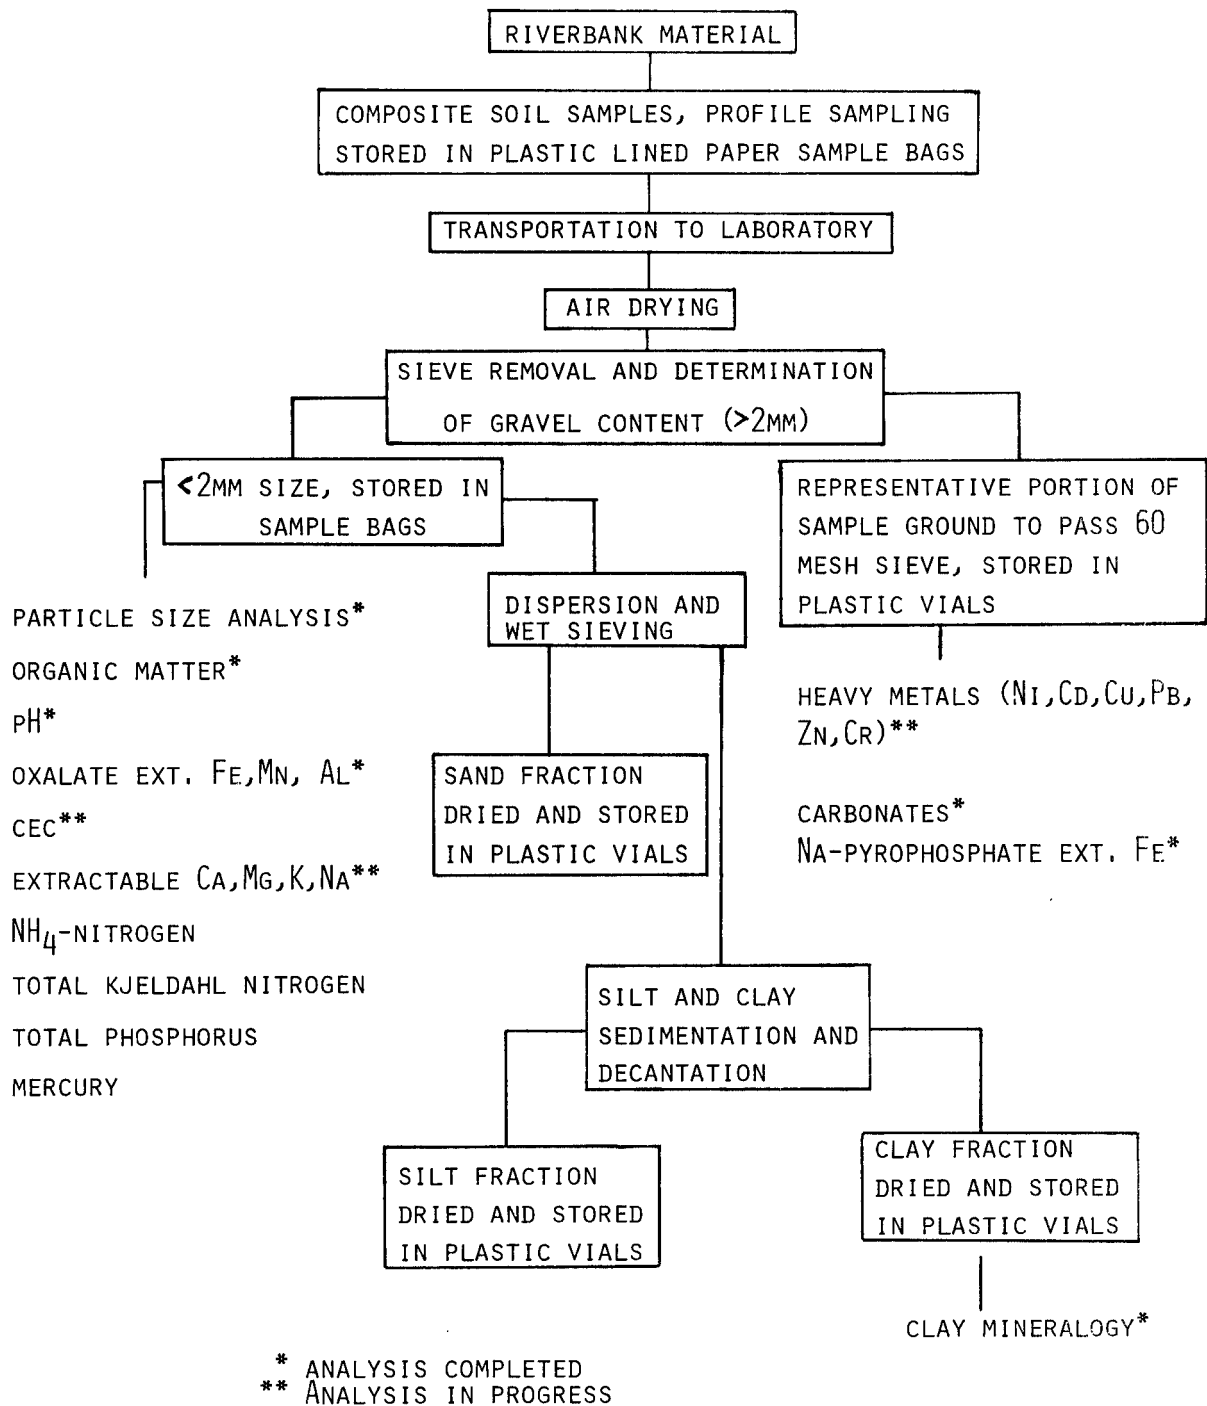 RIVERBANK MATERIAL
COMPOSITE SOIL SAMPLES, PROFILE SAMPLING
STORED IN PLASTIC LINED PAPER SAMPLE BAGS
TRANSPORTATION TO LABORATORY
AIR DRYING
SIEVE REMOVAL AND DETERMINATION
OF GRAVEL CONTENT (>2MM)
<2MM SIZE, STORED IN
SAMPLE BAGS
REPRESENTATIVE PORTION OF
SAMPLE GROUND TO PASS 60
MESH SIEVE, STORED IN
PLASTIC VIALS
PARTICLE SIZE ANALYSIS*
ORGANIC MATTER*
PH*
OXALATE EXT. FE,MN, AL*
CEC**
EXTRACTABLE CA,MG,K,NA**
NH4-NITROGEN
TOTAL KJELDAHL NITROGEN
TOTAL PHOSPHORUS
MERCURY
DISPERSION AND
WET SIEVING
HEAVY METALS (NI,CD,CU,PB,
ZN,CR)**
CARBONATES*
NA-PYROPHOSPHATE EXT. FE*
SAND FRACTION
DRIED AND STORED
IN PLASTIC VIALS
SILT AND CLAY
SEDIMENTATION AND
DECANTATION
SILT FRACTION
DRIED AND STORED
IN PLASTIC VIALS
CLAY FRACTION
DRIED AND STORED
IN PLASTIC VIALS
CLAY MINERALOGY*
* ANALYSIS COMPLETED
** ANALYSIS IN PROGRESS